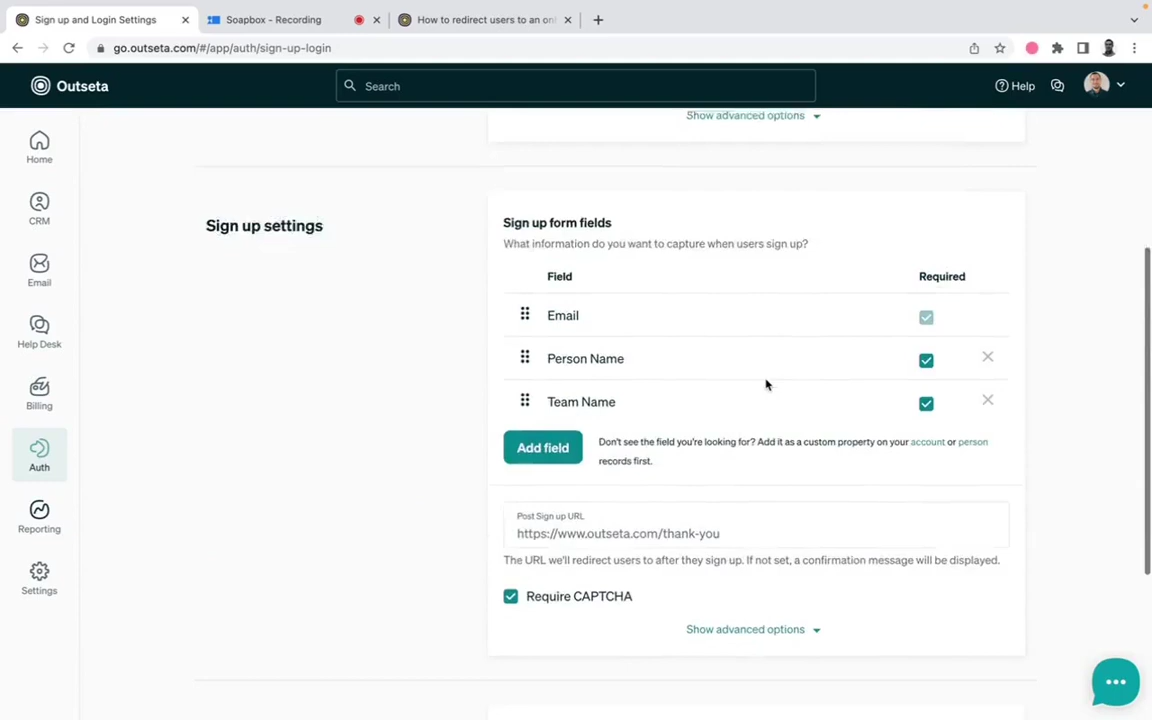 Sign up and Login Settings
Soapbox - Recording
How to redirect users to an on
go.outseta.com/#/app/auth/sign-up-login
Outseta
Search
Help
Show advanced options
Home
CRM
Email
Help Desk
Billing
Auth
Reporting
Settings
Sign up settings
Sign up form fields
What information do you want to capture when users sign up?
Field
Required
Email
Person Name
Team Name
Add field
Don't see the field you're looking for? Add it as a custom property on your account or person
records first.
Post Sign up URL
https://www.outseta.com/thank-you
The URL we'll redirect users to after they sign up. If not set, a confirmation message will be displayed.
Require CAPTCHA
Show advanced options